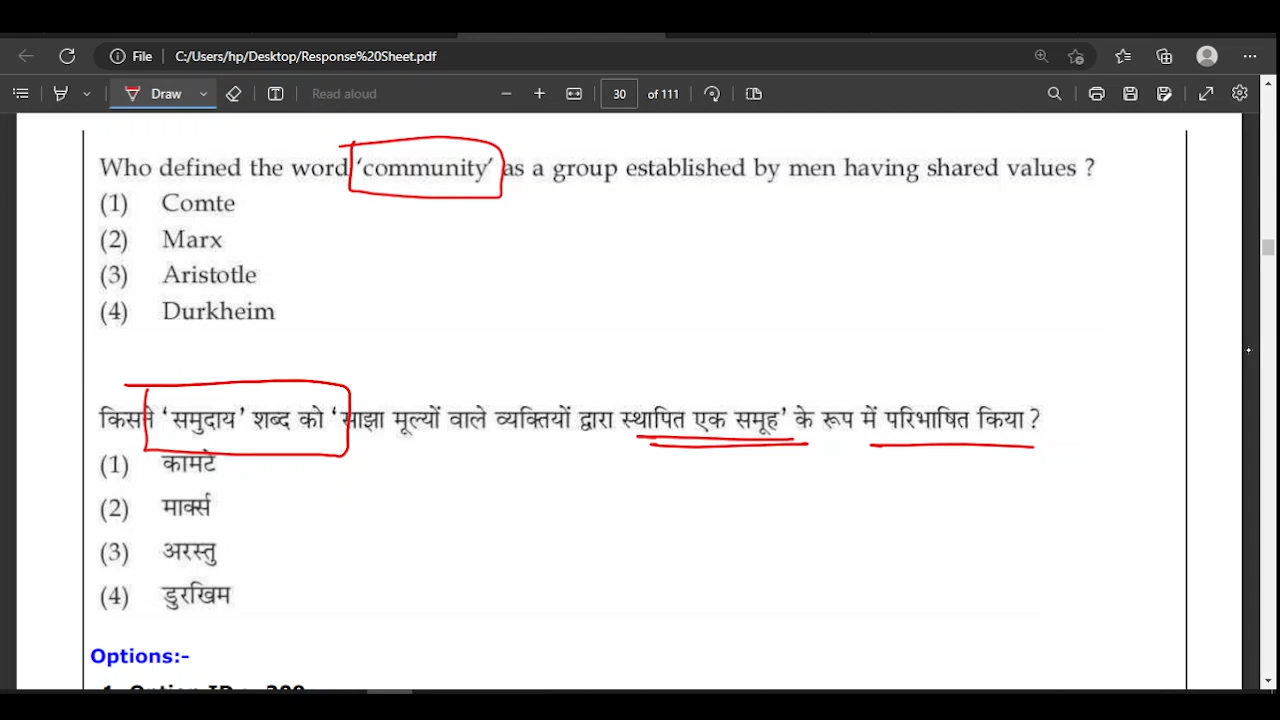 File C:/Users/hp/Desktop/Response%20Sheet.pdf
Draw Read aloud 30 of 111
Who defined the word 'community' as a group established by men having shared values ?
(1) Comte
(2) Marx
(3) Aristotle
(4) Durkheim
किसने 'समुदाय' शब्द को 'साझा मूल्यों वाले व्यक्तियों द्वारा स्थापित एक समूह' के रूप में परिभाषित किया ?
(1) कामटे
(2) मार्क्स
(3) अरस्तु
(4) डुरखिम
Options:-